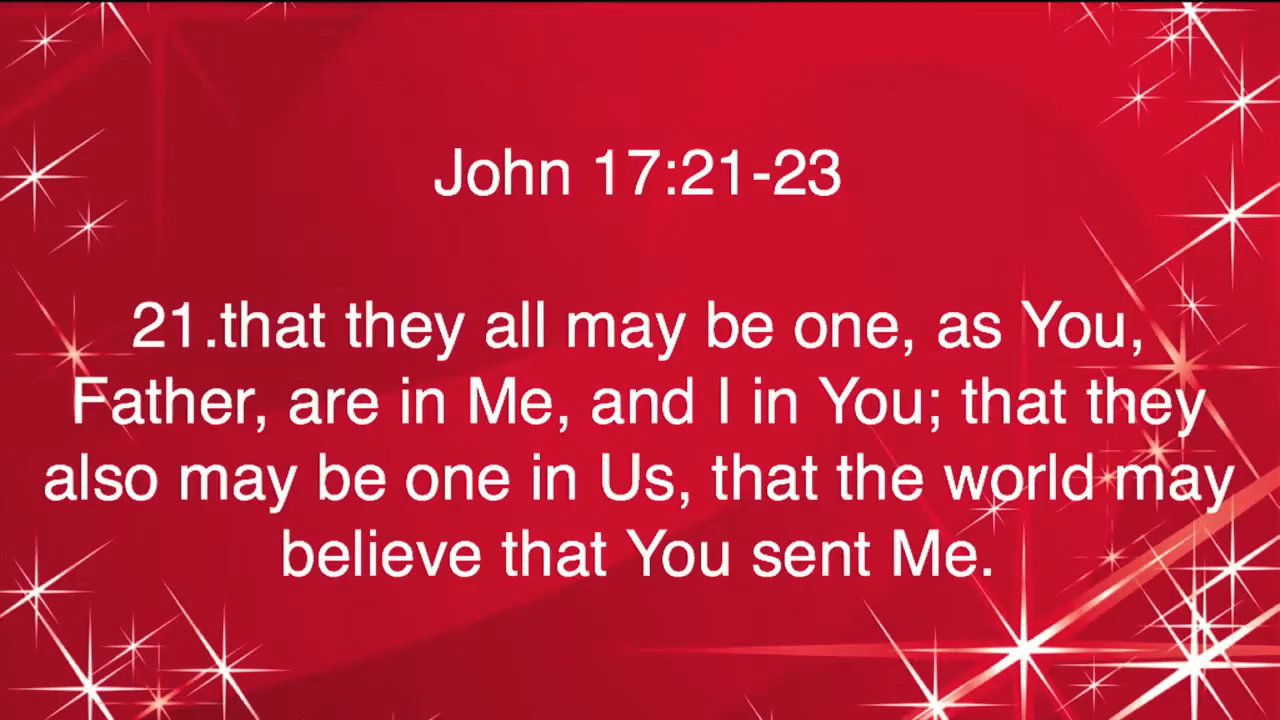 John 17:21-23
21.that they all may be one, as You,
Father, are in Me, and I in You; that they
also may be one in Us, that the world may
believe that You sent Me.